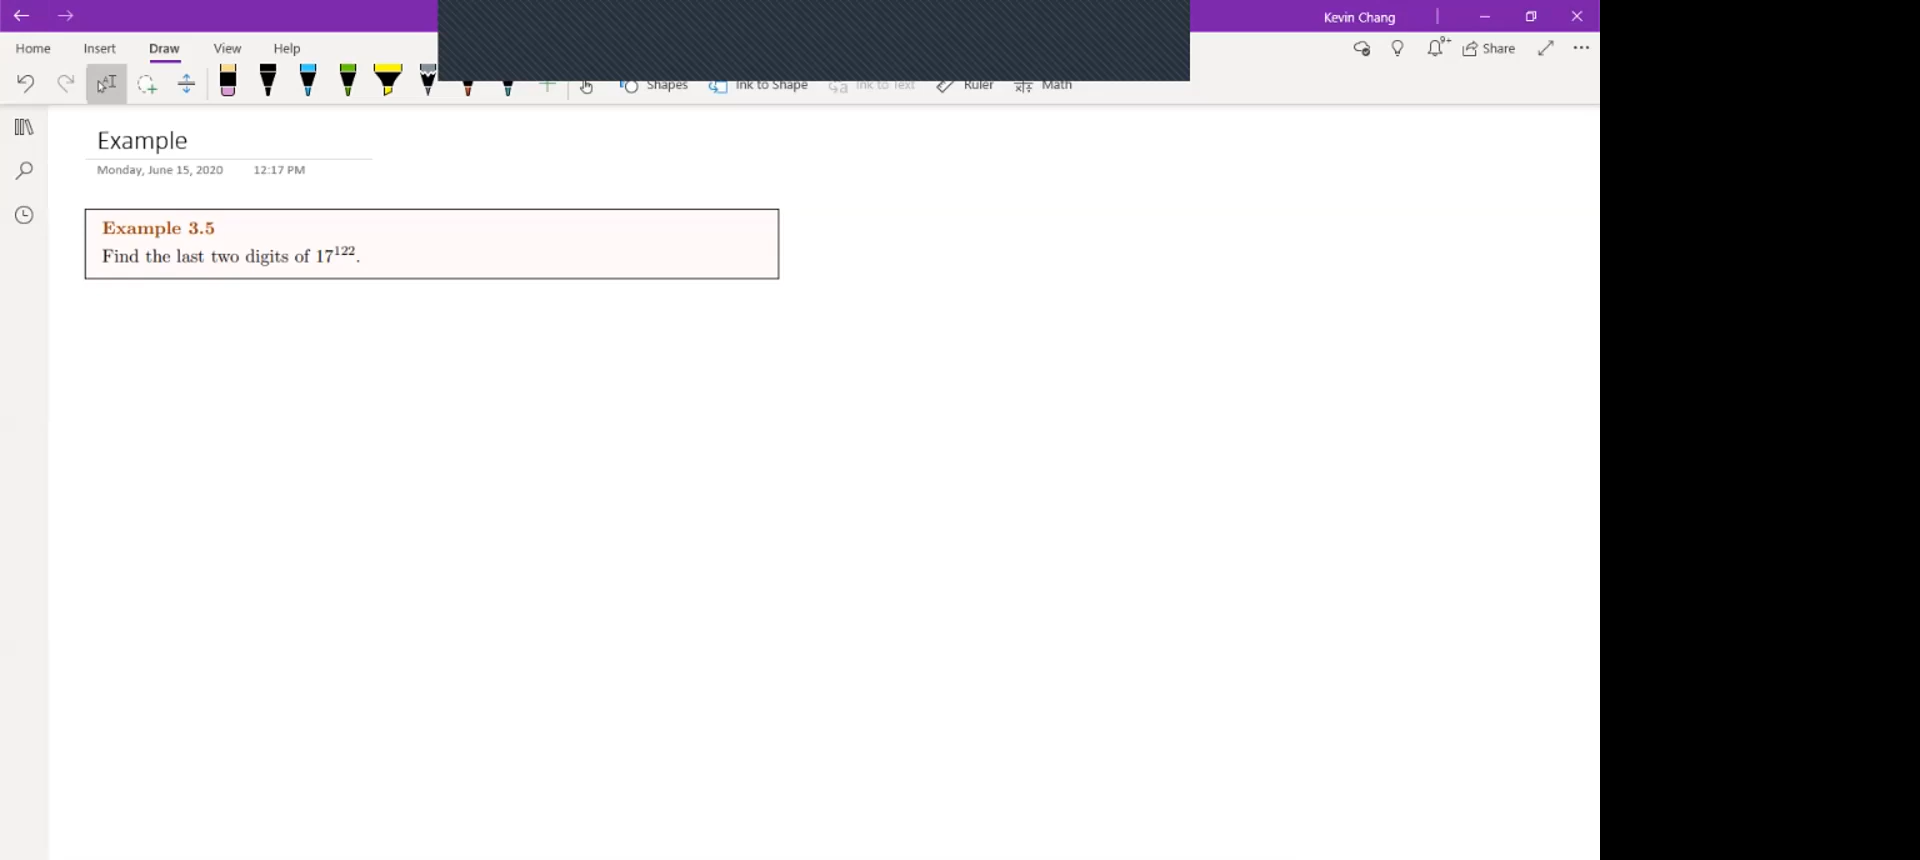 Kevin Chang
Home Insert Draw View Help
9+ Share
Shapes Ink to Shape Ink to Text Ruler Math
Example
Monday, June 15, 2020 12:17 PM
Example 3.5
Find the last two digits of 17¹²².